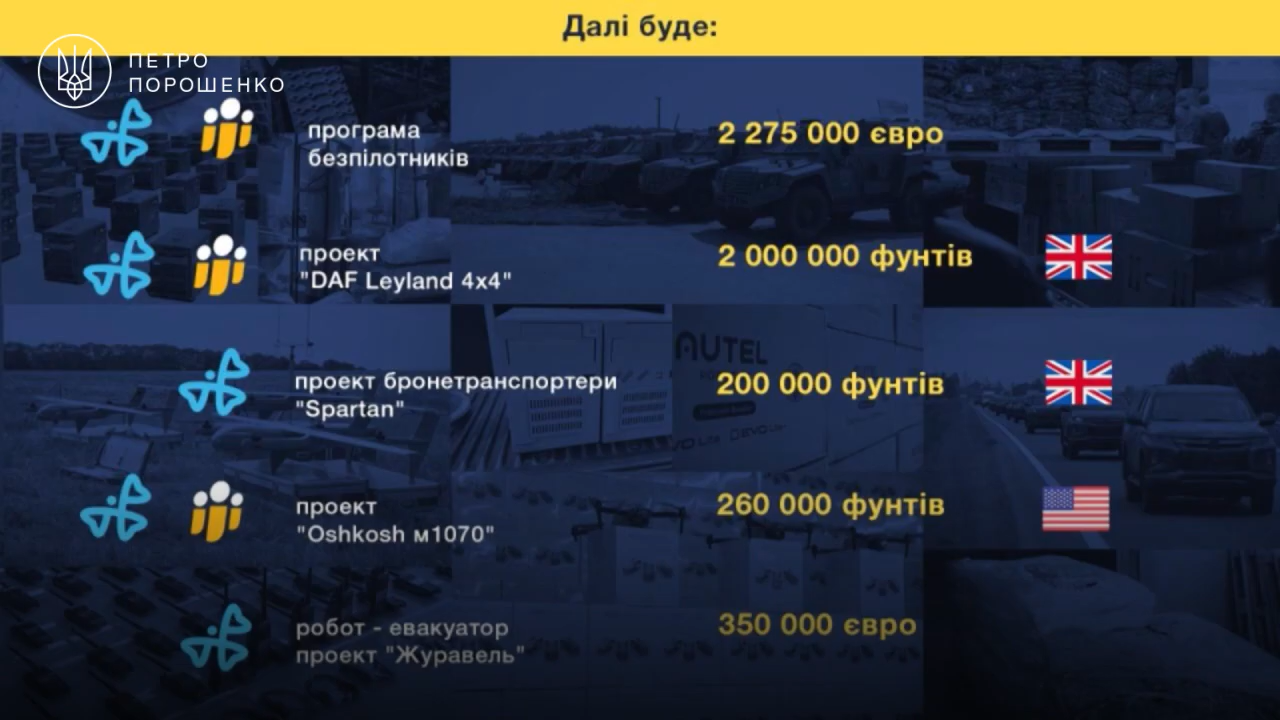 Далі буде:
ПЕТРО
ПОРОШЕНКО
програма
безпілотників
2 275 000 євро
проект
"DAF Leyland 4x4"
2 000 000 фунтів
проект бронетранспортери
"Spartan"
200 000 фунтів
AUTEL
проект
"Oshkosh м1070"
260 000 фунтів
робот - евакуатор
проект "Журавель"
350 000 євро